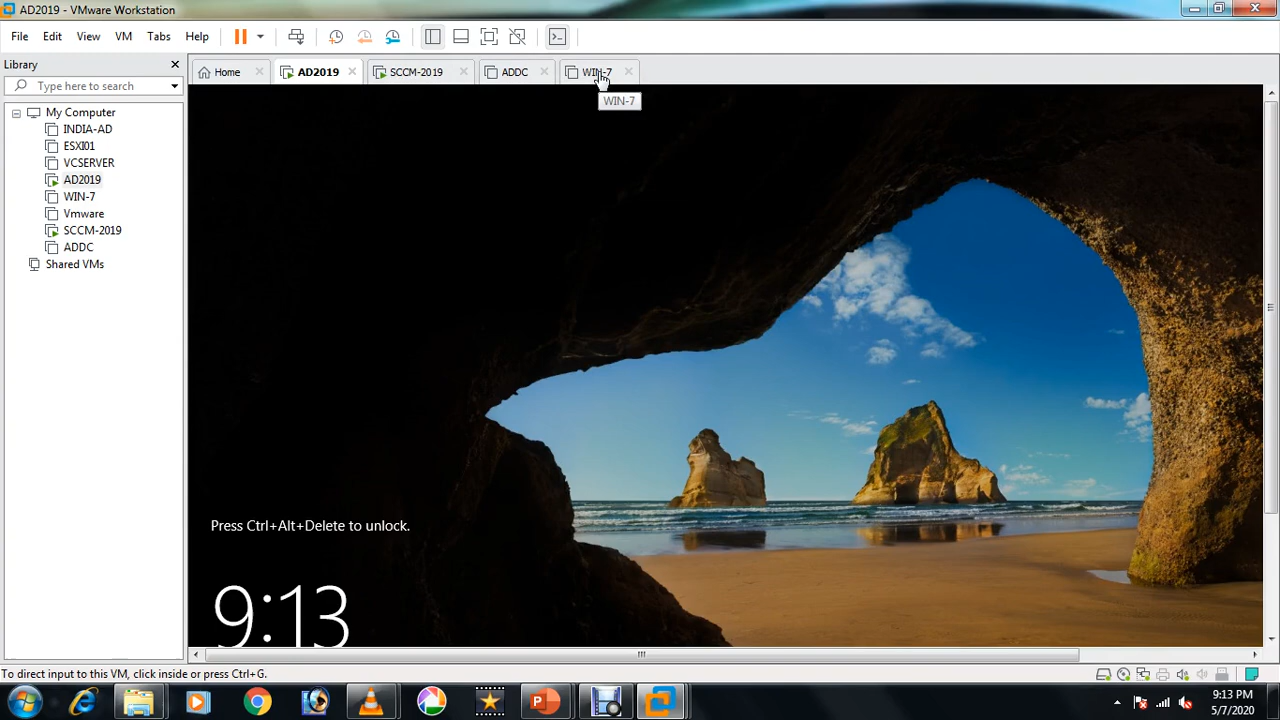 AD2019 - VMware Workstation
File Edit View VM Tabs Help
Library
Type here to search
Home AD2019 SCCM-2019 ADDC WIN-7
WIN-7
My Computer
INDIA-AD
ESXI01
VCSERVER
AD2019
WIN-7
Vmware
SCCM-2019
ADDC
Shared VMs
Press Ctrl+Alt+Delete to unlock.
9:13
To direct input to this VM, click inside or press Ctrl+G.
9:13 PM
5/7/2020